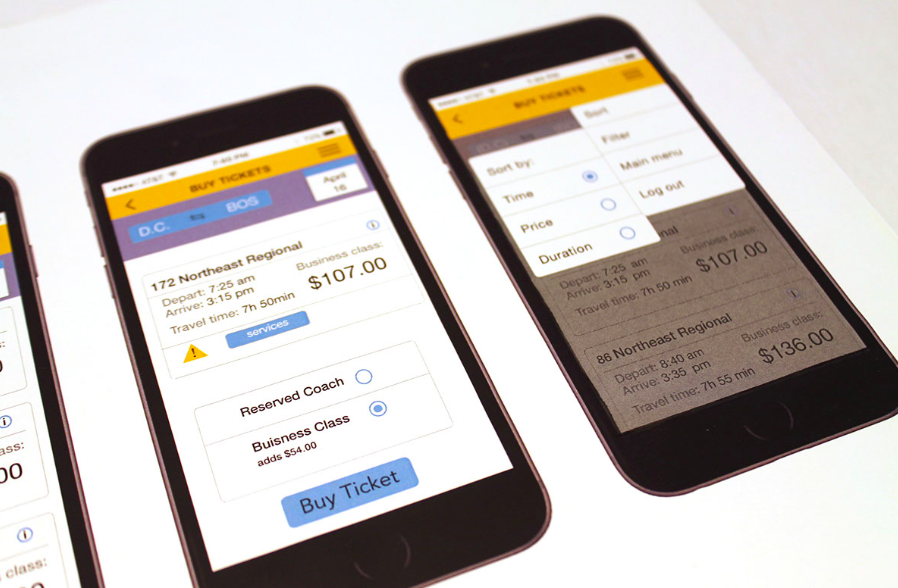 AT&T 7:40 PM
BUY TICKETS
D.C. to BOS
April
16
172 Northeast Regional
Depart: 7:25 am
Arrive: 3:15 pm
Travel time: 7h 50min
Business class:
$107.00
services
Reserved Coach
Buisness Class
adds $54.00
Buy Ticket
BUY TICKETS
Sort
Filter
Main menu
Log out
Sort by:
Time
Price
Duration
Regional
Depart: 7:25 am
Arrive: 3:15 pm
Travel time: 7h 50 min
Business class:
$107.00
86 Northeast Regional
Depart: 8:40 am
Arrive: 3:35 pm
Travel time: 7h 55 min
Business class:
$136.00
ass:
00
class: